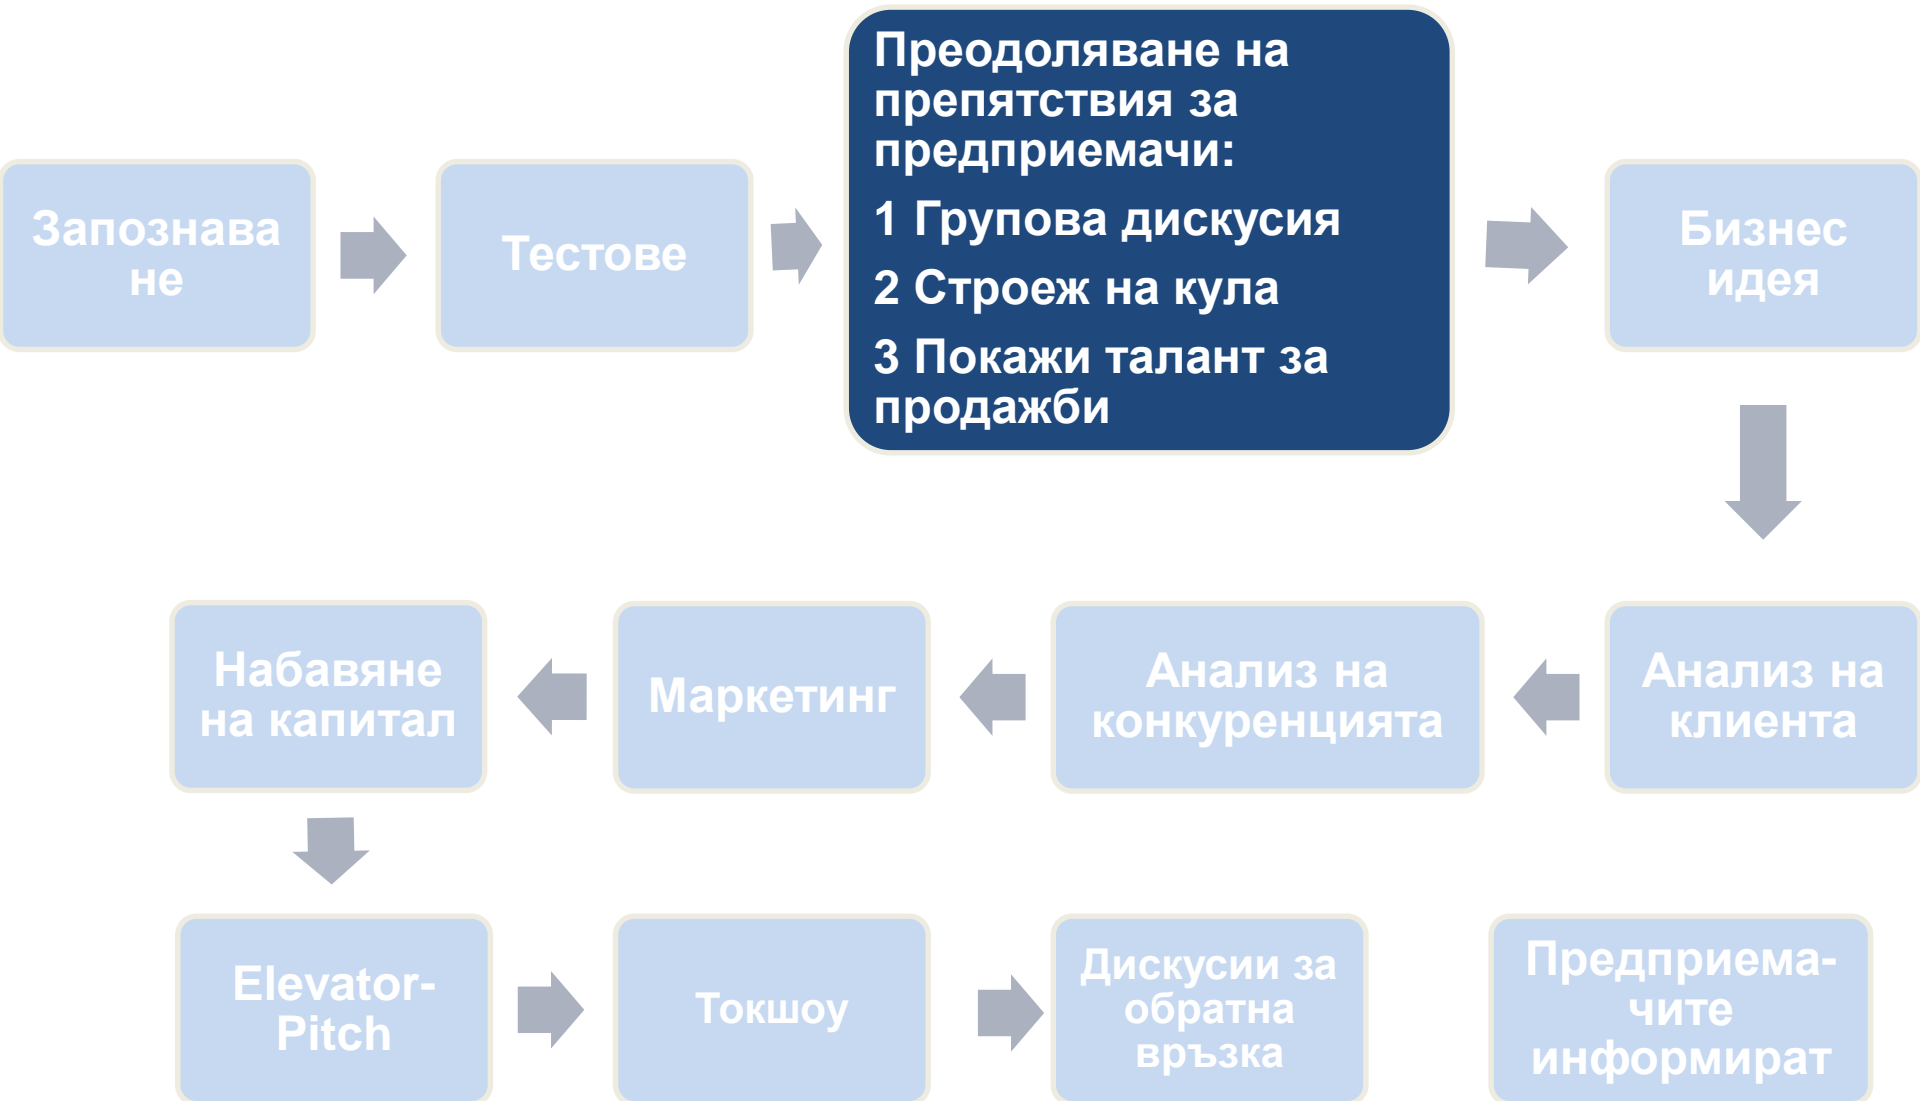 Запознава
не
Тестове
Преодоляване на
препятствия за
предприемачи:
1 Групова дискусия
2 Строеж на кула
3 Покажи талант за
продажби
Бизнес
идея
Набавяне
на капитал
Маркетинг
Анализ на
конкуренцията
Анализ на
клиента
Elevator-
Pitch
Токшоу
Дискусии за
обратна
връзка
Предприема-
чите
информират